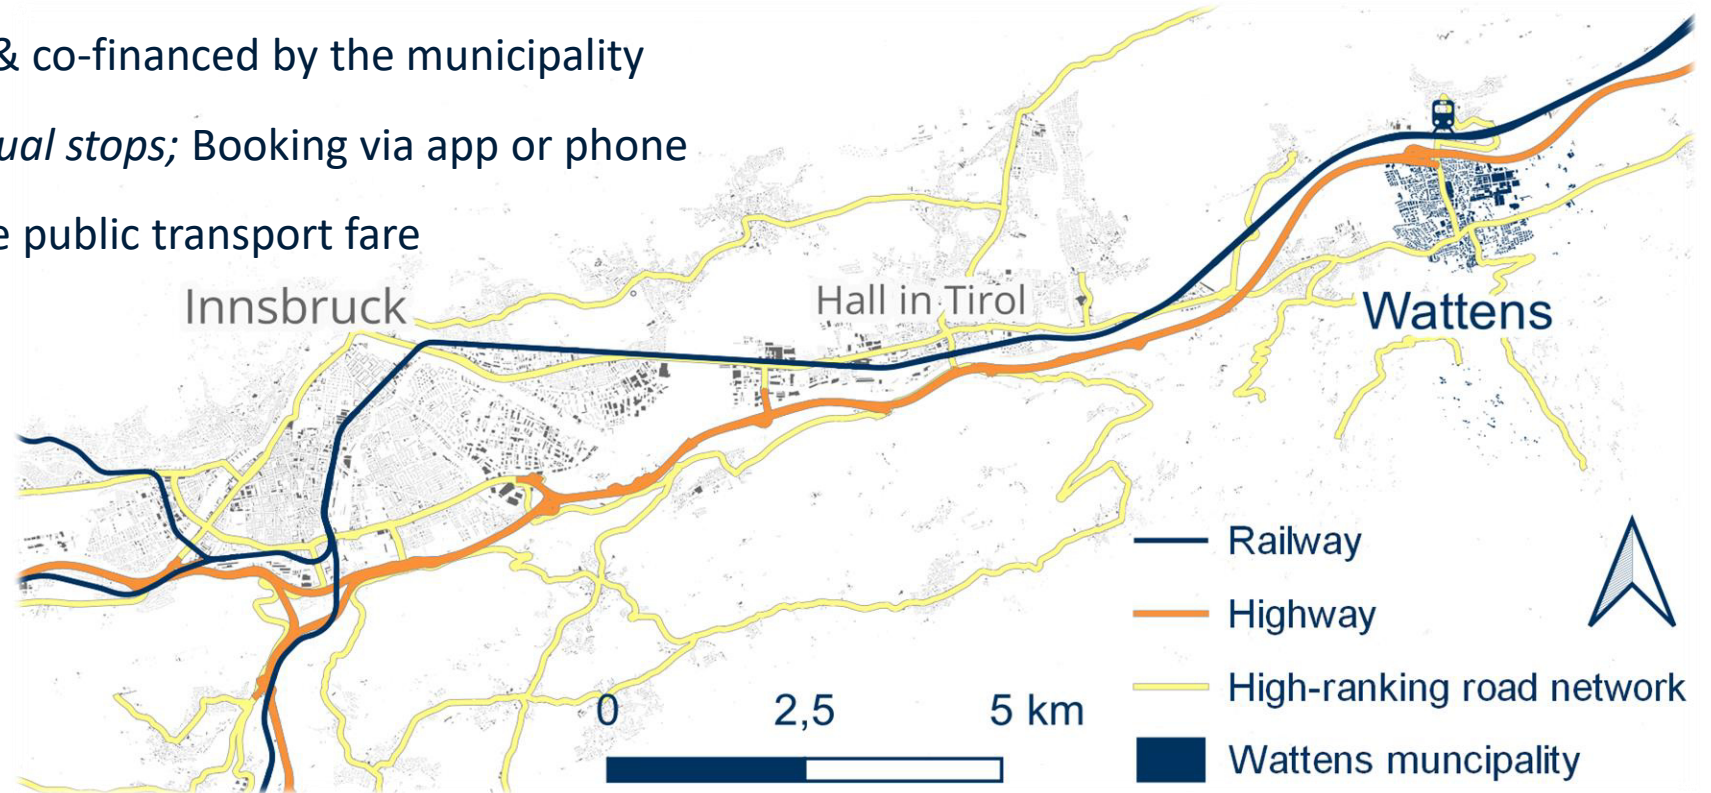 & co-financed by the municipality
ual stops; Booking via app or phone
e public transport fare
Innsbruck
Hall in Tirol
Wattens
Railway
Highway
High-ranking road network
Wattens muncipality
0 2,5 5 km